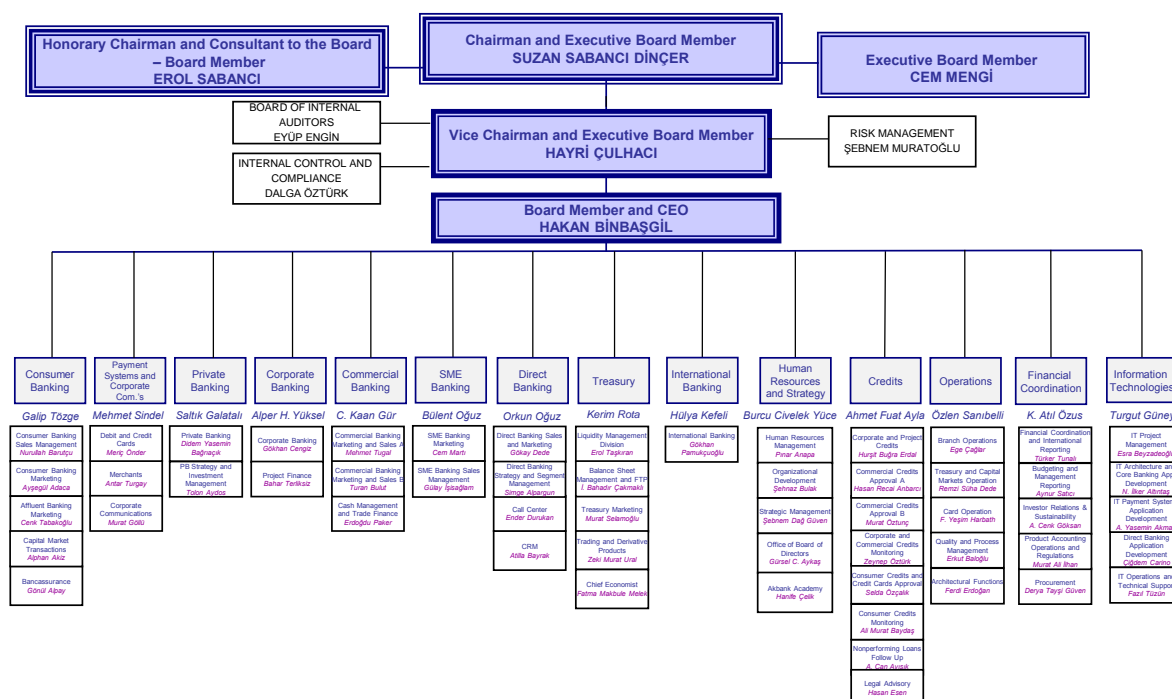 Honorary Chairman and Consultant to the Board
– Board Member
EROL SABANCI
Chairman and Executive Board Member
SUZAN SABANCI DİNÇER
Executive Board Member
CEM MENGİ
BOARD OF INTERNAL
AUDITORS
EYÜP ENGİN
Vice Chairman and Executive Board Member
HAYRİ ÇULHACI
RISK MANAGEMENT
ŞEBNEM MURATOĞLU
INTERNAL CONTROL AND
COMPLIANCE
DALGA ÖZTÜRK
Board Member and CEO
HAKAN BİNBAŞGİL
Consumer
Banking
Galip Tözge
Consumer Banking
Sales Management
Nurullah Barutçu
Consumer Banking
Marketing
Ayşegül Adaca
Affluent Banking
Marketing
Cenk Tabakoğlu
Capital Market
Transactions
Alphan Akiz
Bancassurance
Gönül Alpay
Payment
Systems and
Corporate
Com.'s
Mehmet Sindel
Debit and Credit
Cards
Meriç Önder
Merchants
Antar Turgay
Corporate
Communications
Murat Göllü
Private
Banking
Saltık Galatalı
Private Banking
Didem Yasemin
Bağnaçık
PB Strategy and
Investment
Management
Tolon Aydos
Corporate
Banking
Alper H. Yüksel
Corporate Banking
Gökhan Cengiz
Project Finance
Bahar Terliksiz
Commercial
Banking
C. Kaan Gür
Commercial Banking
Marketing and Sales A
Mehmet Tugal
Commercial Banking
Marketing and Sales B
Turan Bulut
Cash Management
and Trade Finance
Erdoğdu Paker
SME
Banking
Bülent Oğuz
SME Banking
Marketing
Cem Martı
SME Banking Sales
Management
Gülay İşisağlam
Direct
Banking
Orkun Oğuz
Direct Banking Sales
and Marketing
Gökay Dede
Direct Banking
Strategy and Segment
Management
Simge Alpargun
Call Center
Ender Durukan
CRM
Atilla Bayrak
Treasury
Kerim Rota
Liquidity Management
Division
Erol Taşkıran
Balance Sheet
Management and FTP
İ. Bahadır Çakmaklı
Treasury Marketing
Murat Selamoğlu
Trading and Derivative
Products
Zeki Murat Ural
Chief Economist
Fatma Makbule Melek
International
Banking
Hülya Kefeli
International Banking
Gökhan
Pamukçuoğlu
Human
Resources
and Strategy
Burcu Civelek Yüce
Human Resources
Management
Pınar Anapa
Organizational
Development
Şehnaz Bulak
Strategic Management
Şebnem Dağ Güven
Office of Board of
Directors
Gürsel C. Aykaş
Akbank Academy
Hanife Çelik
Credits
Ahmet Fuat Ayla
Corporate and Project
Credits
Hurşit Buğra Erdal
Commercial Credits
Approval A
Hasan Recai Anbarcı
Commercial Credits
Approval B
Murat Öztunç
Corporate and
Commercial Credits
Monitoring
Zeynep Öztürk
Consumer Credits and
Credit Cards Approval
Selda Özçalık
Consumer Credits
Monitoring
Ali Murat Baydaş
Nonperforming Loans
Follow Up
A. Can Ayışık
Legal Advisory
Hasan Esen
Operations
Özlen Sanıbelli
Branch Operations
Ege Çağlar
Treasury and Capital
Markets Operation
Remzi Süha Dede
Card Operation
F. Yeşim Harbath
Quality and Process
Management
Erkut Baloğlu
Architectural Functions
Ferdi Erdoğan
Financial
Coordination
K. Atıl Özus
Financial Coordination
and International
Reporting
Türker Tunalı
Budgeting and
Management
Reporting
Aynur Satıcı
Investor Relations &
Sustainability
A. Cenk Göksan
Product Accounting
Operations and
Regulations
Murat Ali İlhan
Procurement
Derya Tayşi Güven
Information
Technologies
Turgut Güney
IT Project
Management
Esra Beyzadeoğlu
IT Architecture and
Core Banking App.
Development
N. İlker Altıntaş
IT Payment System
Application
Development
A. Yasemin Akma
Direct Banking
Application
Development
Çiğdem Carino
IT Operations and
Technical Support
Fazıl Tüzün